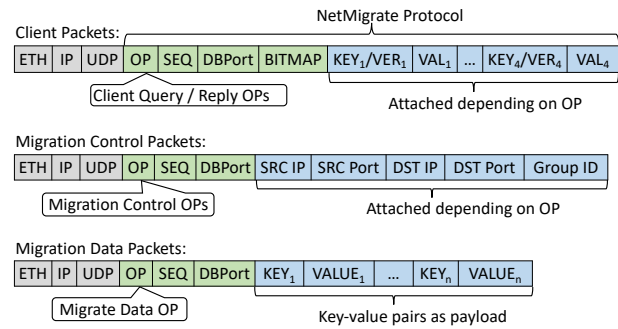 NetMigrate Protocol
Client Packets:
ETH IP UDP OP SEQ DBPort BITMAP KEY1/VER1 VAL1 ... KEY4/VER4 VAL4
Client Query / Reply OPs
Attached depending on OP
Migration Control Packets:
ETH IP UDP OP SEQ DBPort SRC IP SRC Port DST IP DST Port Group ID
Migration Control OPs
Attached depending on OP
Migration Data Packets:
ETH IP UDP OP SEQ DBPort KEY1 VALUE1 ... KEYn VALUEn
Migrate Data OP
Key-value pairs as payload